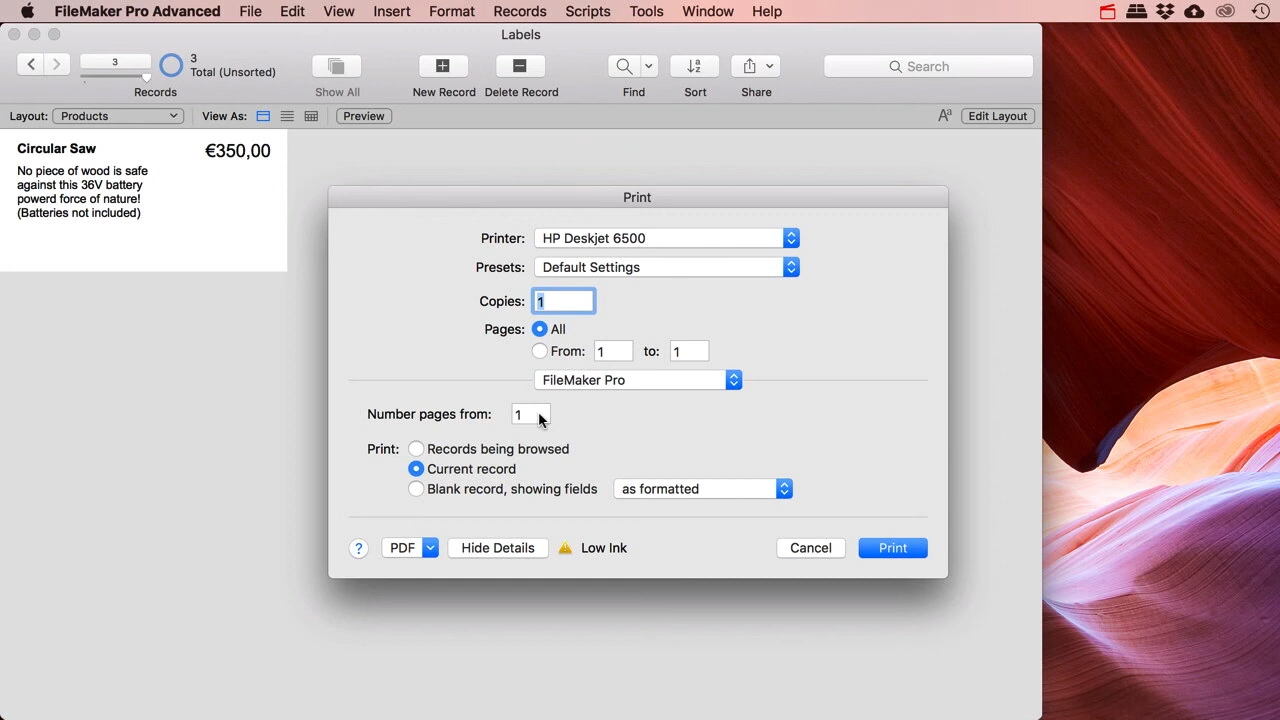 FileMaker Pro Advanced File Edit View Insert Format Records Scripts Tools Window Help
Labels
3
3
Total (Unsorted)
Records
Show All
New Record
Delete Record
Find
Sort
Share
Search
Layout: Products
View As:
Preview
Aa
Edit Layout
Circular Saw
€350,00
No piece of wood is safe
against this 36V battery
powerd force of nature!
(Batteries not included)
Print
Printer: HP Deskjet 6500
Presets: Default Settings
Copies: 1
Pages: All
From: 1 to: 1
FileMaker Pro
Number pages from: 1
Print: Records being browsed
Current record
Blank record, showing fields as formatted
? PDF Hide Details Low Ink Cancel Print